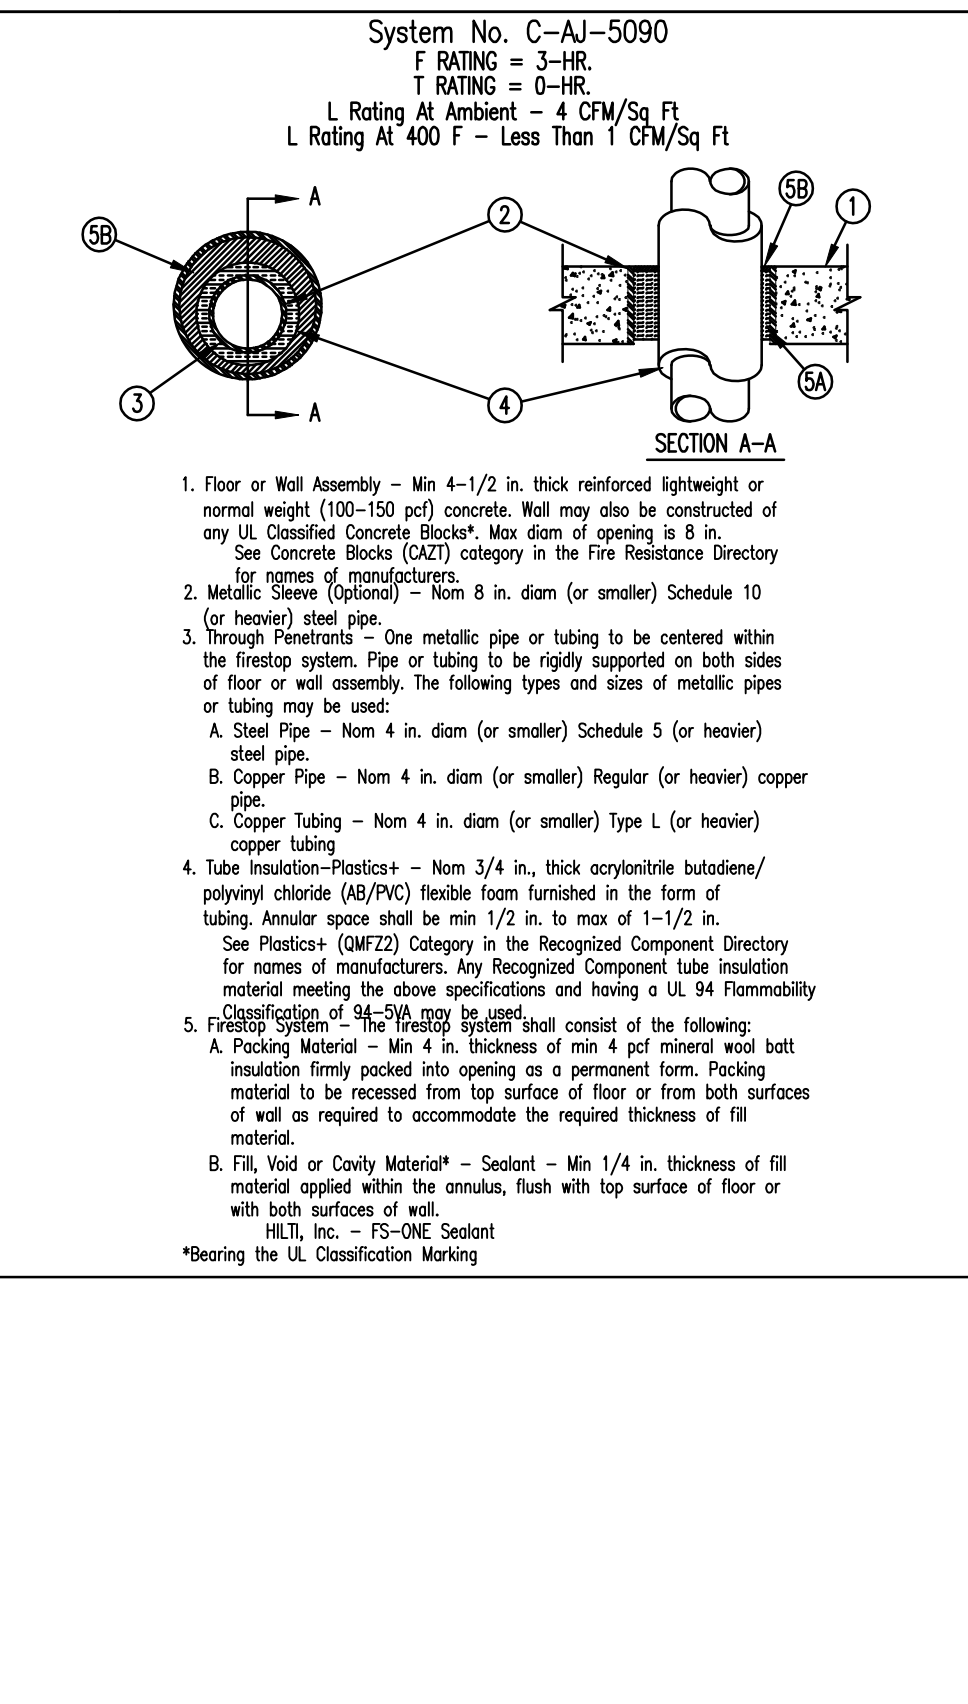 System No. C-AJ-5090
F RATING = 3-HR.
T RATING = 0-HR.
L Rating At Ambient - 4 CFM/Sq Ft
L Rating At 400 F - Less Than 1 CFM/Sq Ft
A
5B
2
5B
1
3
A
4
5A
SECTION A-A
1. Floor or Wall Assembly - Min 4-1/2 in. thick reinforced lightweight or
normal weight (100-150 pcf) concrete. Wall may also be constructed of
any UL Classified Concrete Blocks*. Max diam of opening is 8 in.
See Concrete Blocks (CAZT) category in the Fire Resistance Directory
for names of manufacturers.
2. Metallic Sleeve (Optional) - Nom 8 in. diam (or smaller) Schedule 10
(or heavier) steel pipe.
3. Through Penetrants - One metallic pipe or tubing to be centered within
the firestop system. Pipe or tubing to be rigidly supported on both sides
of floor or wall assembly. The following types and sizes of metallic pipes
or tubing may be used:
A. Steel Pipe - Nom 4 in. diam (or smaller) Schedule 5 (or heavier)
steel pipe.
B. Copper Pipe - Nom 4 in. diam (or smaller) Regular (or heavier) copper
pipe.
C. Copper Tubing - Nom 4 in. diam (or smaller) Type L (or heavier)
copper tubing
4. Tube Insulation-Plastics+ - Nom 3/4 in., thick acrylonitrile butadiene/
polyvinyl chloride (AB/PVC) flexible foam furnished in the form of
tubing. Annular space shall be min 1/2 in. to max of 1-1/2 in.
See Plastics+ (QMFZ2) Category in the Recognized Component Directory
for names of manufacturers. Any Recognized Component tube insulation
material meeting the above specifications and having a UL 94 Flammability
Classification of 94-5VA may be used.
5. Firestop System - The firestop system shall consist of the following:
A. Packing Material - Min 4 in. thickness of min 4 pcf mineral wool batt
insulation firmly packed into opening as a permanent form. Packing
material to be recessed from top surface of floor or from both surfaces
of wall as required to accommodate the required thickness of fill
material.
B. Fill, Void or Cavity Material* - Sealant - Min 1/4 in. thickness of fill
material applied within the annulus, flush with top surface of floor or
with both surfaces of wall.
HILTI, Inc. - FS-ONE Sealant
*Bearing the UL Classification Marking